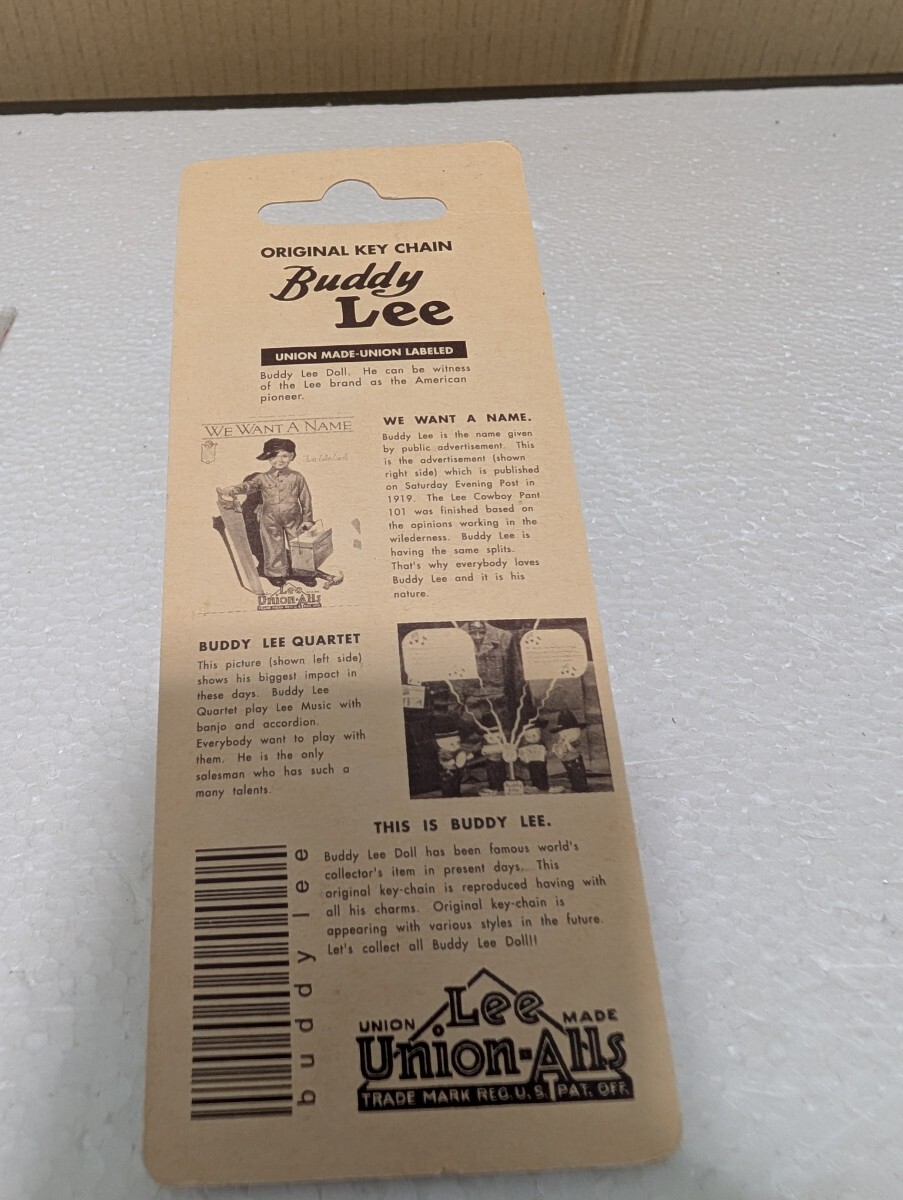 ORIGINAL KEY CHAIN
Buddy
Lee
UNION MADE-UNION LABELED
Buddy Lee Doll. He can be witness
of the Lee brand as the American
pioneer.
WE WANT A NAME
Lee
Union-Alls
WE WANT A NAME.
Buddy Lee is the name given
by public advertisement. This
is the advertisement (shown
right side) which is published
on Saturday Evening Post in
1919. The Lee Cowboy Pant
101 was finished based on
the opinions working in the
wilederness. Buddy Lee is
having the same splits.
That's why everybody loves
Buddy Lee and it is his
nature.
BUDDY LEE QUARTET
This picture (shown left side)
shows his biggest impact in
these days. Buddy Lee
Quartet play Lee Music with
banjo and accordion.
Everybody want to play with
them. He is the only
salesman who has such a
many talents.
THIS IS BUDDY LEE.
Buddy Lee Doll has been famous world's
collector's item in present days. This
original key-chain is reproduced having with
all his charms. Original key-chain is
appearing with various styles in the future.
Let's collect all Buddy Lee Doll!!
buddy lee
Lee
UNION MADE
Union-Alls
TRADE MARK REG. U. S. PAT. OFF.